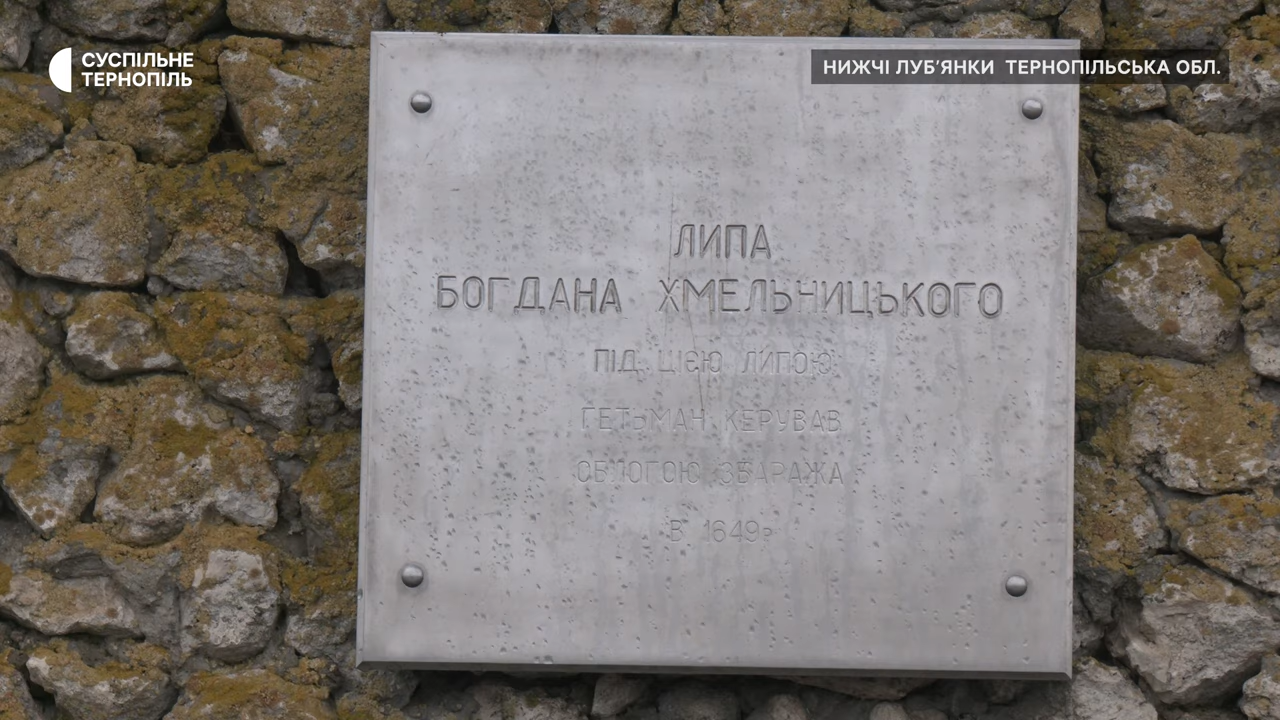 СУСПІЛЬНЕ
ТЕРНОПІЛЬ
НИЖЧІ ЛУБ'ЯНКИ ТЕРНОПІЛЬСЬКА ОБЛ.
ЛИПА
БОГДАНА ХМЕЛЬНИЦЬКОГО
ПІД ЦІЄЮ ЛИПОЮ
ГЕТЬМАН КЕРУВАВ
ОБЛОГОЮ ЗБАРАЖА
В 1649р